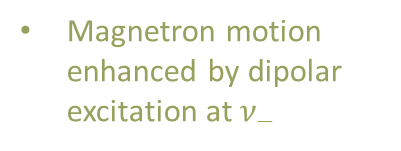 • Magnetron motion
enhanced by dipolar
excitation at ν₋